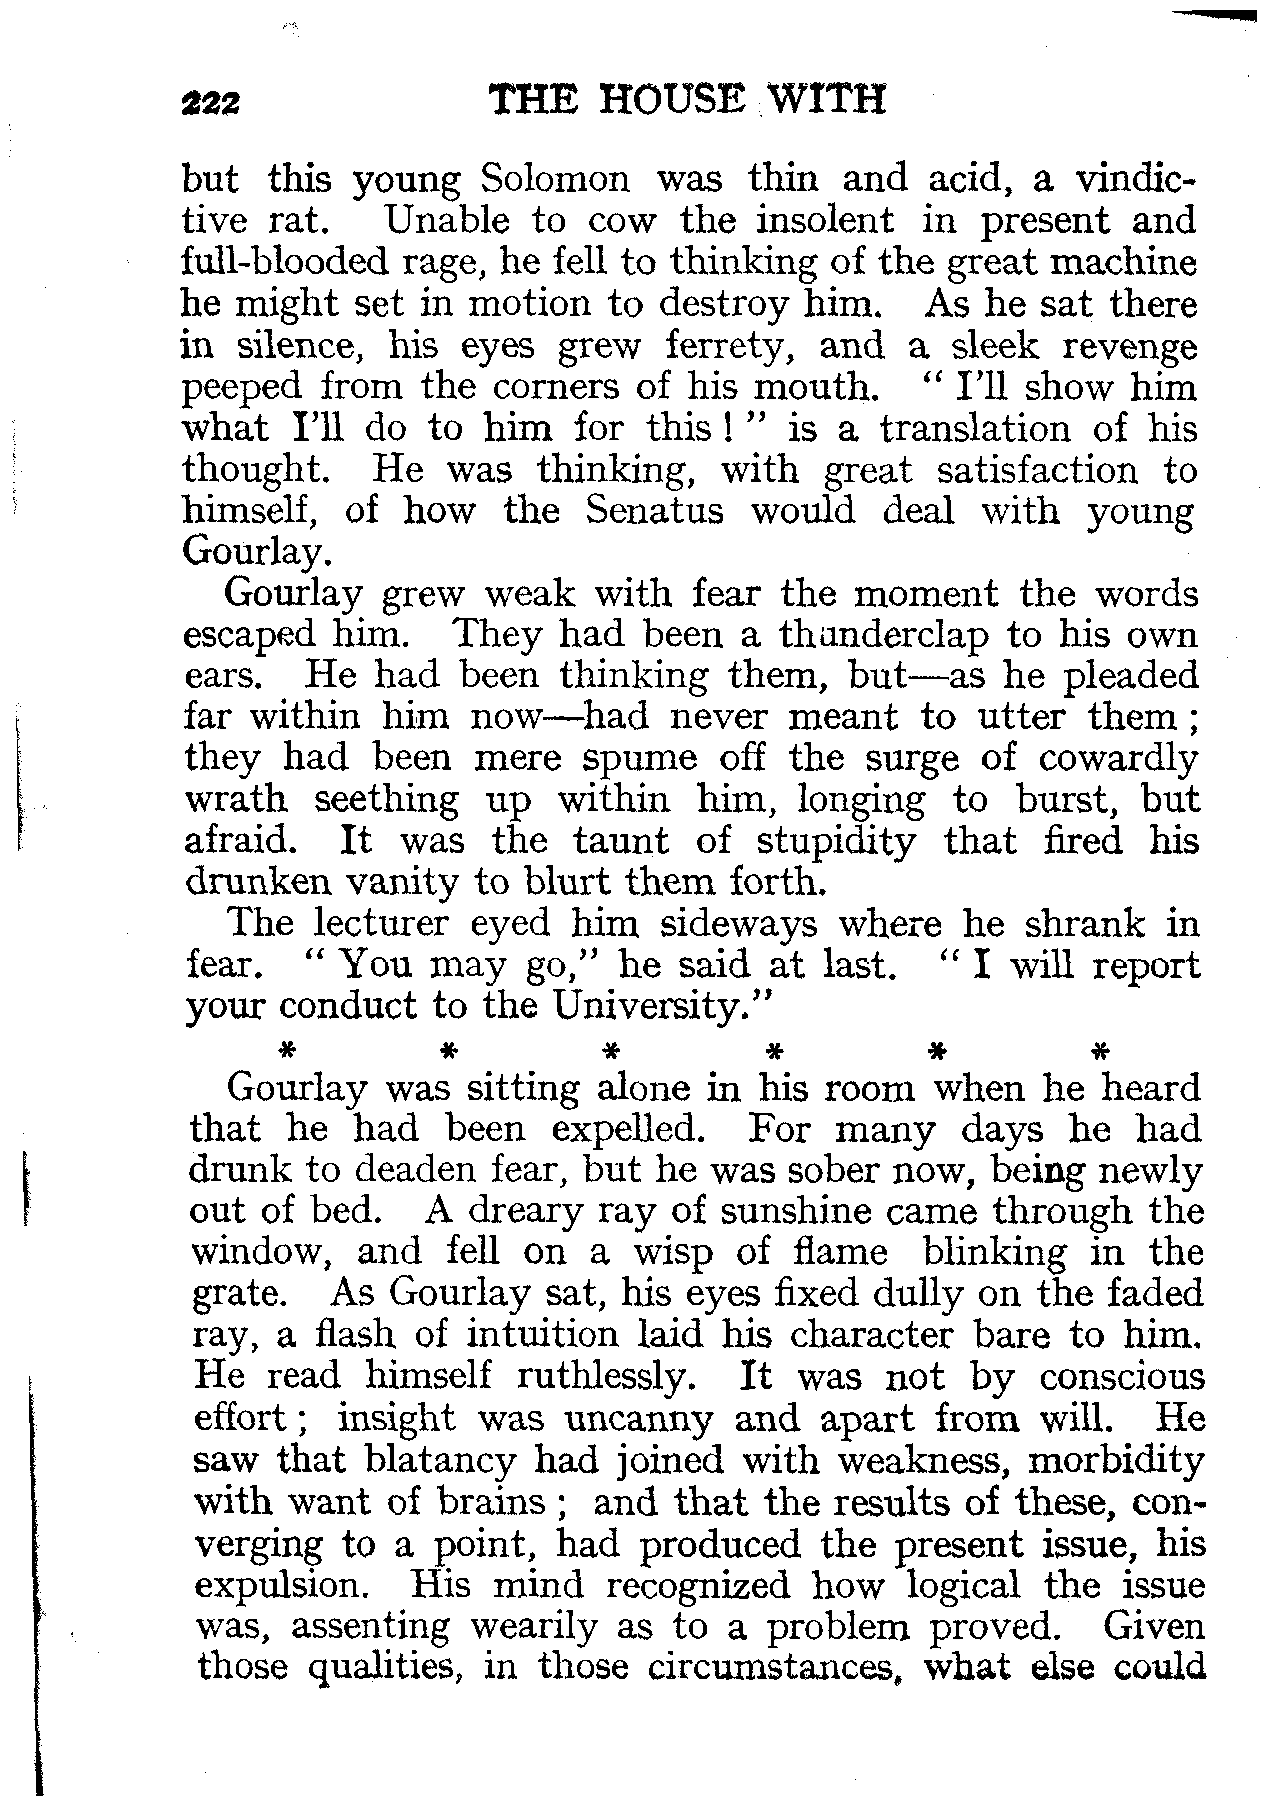 222 THE HOUSE WITH
but this young Solomon was thin and acid, a vindic-
tive rat. Unable to cow the insolent in present and
full-blooded rage, he fell to thinking of the great machine
he might set in motion to destroy him. As he sat there
in silence, his eyes grew ferrety, and a sleek revenge
peeped from the corners of his mouth. “ I’ll show him
what I’ll do to him for this ! ” is a translation of his
thought. He was thinking, with great satisfaction to
himself, of how the Senatus would deal with young
Gourlay.
Gourlay grew weak with fear the moment the words
escaped him. They had been a thunderclap to his own
ears. He had been thinking them, but—as he pleaded
far within him now—had never meant to utter them ;
they had been mere spume off the surge of cowardly
wrath seething up within him, longing to burst, but
afraid. It was the taunt of stupidity that fired his
drunken vanity to blurt them forth.
The lecturer eyed him sideways where he shrank in
fear. “ You may go,” he said at last. “ I will report
your conduct to the University.”
* * * * * *
Gourlay was sitting alone in his room when he heard
that he had been expelled. For many days he had
drunk to deaden fear, but he was sober now, being newly
out of bed. A dreary ray of sunshine came through the
window, and fell on a wisp of flame blinking in the
grate. As Gourlay sat, his eyes fixed dully on the faded
ray, a flash of intuition laid his character bare to him.
He read himself ruthlessly. It was not by conscious
effort ; insight was uncanny and apart from will. He
saw that blatancy had joined with weakness, morbidity
with want of brains ; and that the results of these, con-
verging to a point, had produced the present issue, his
expulsion. His mind recognized how logical the issue
was, assenting wearily as to a problem proved. Given
those qualities, in those circumstances, what else could